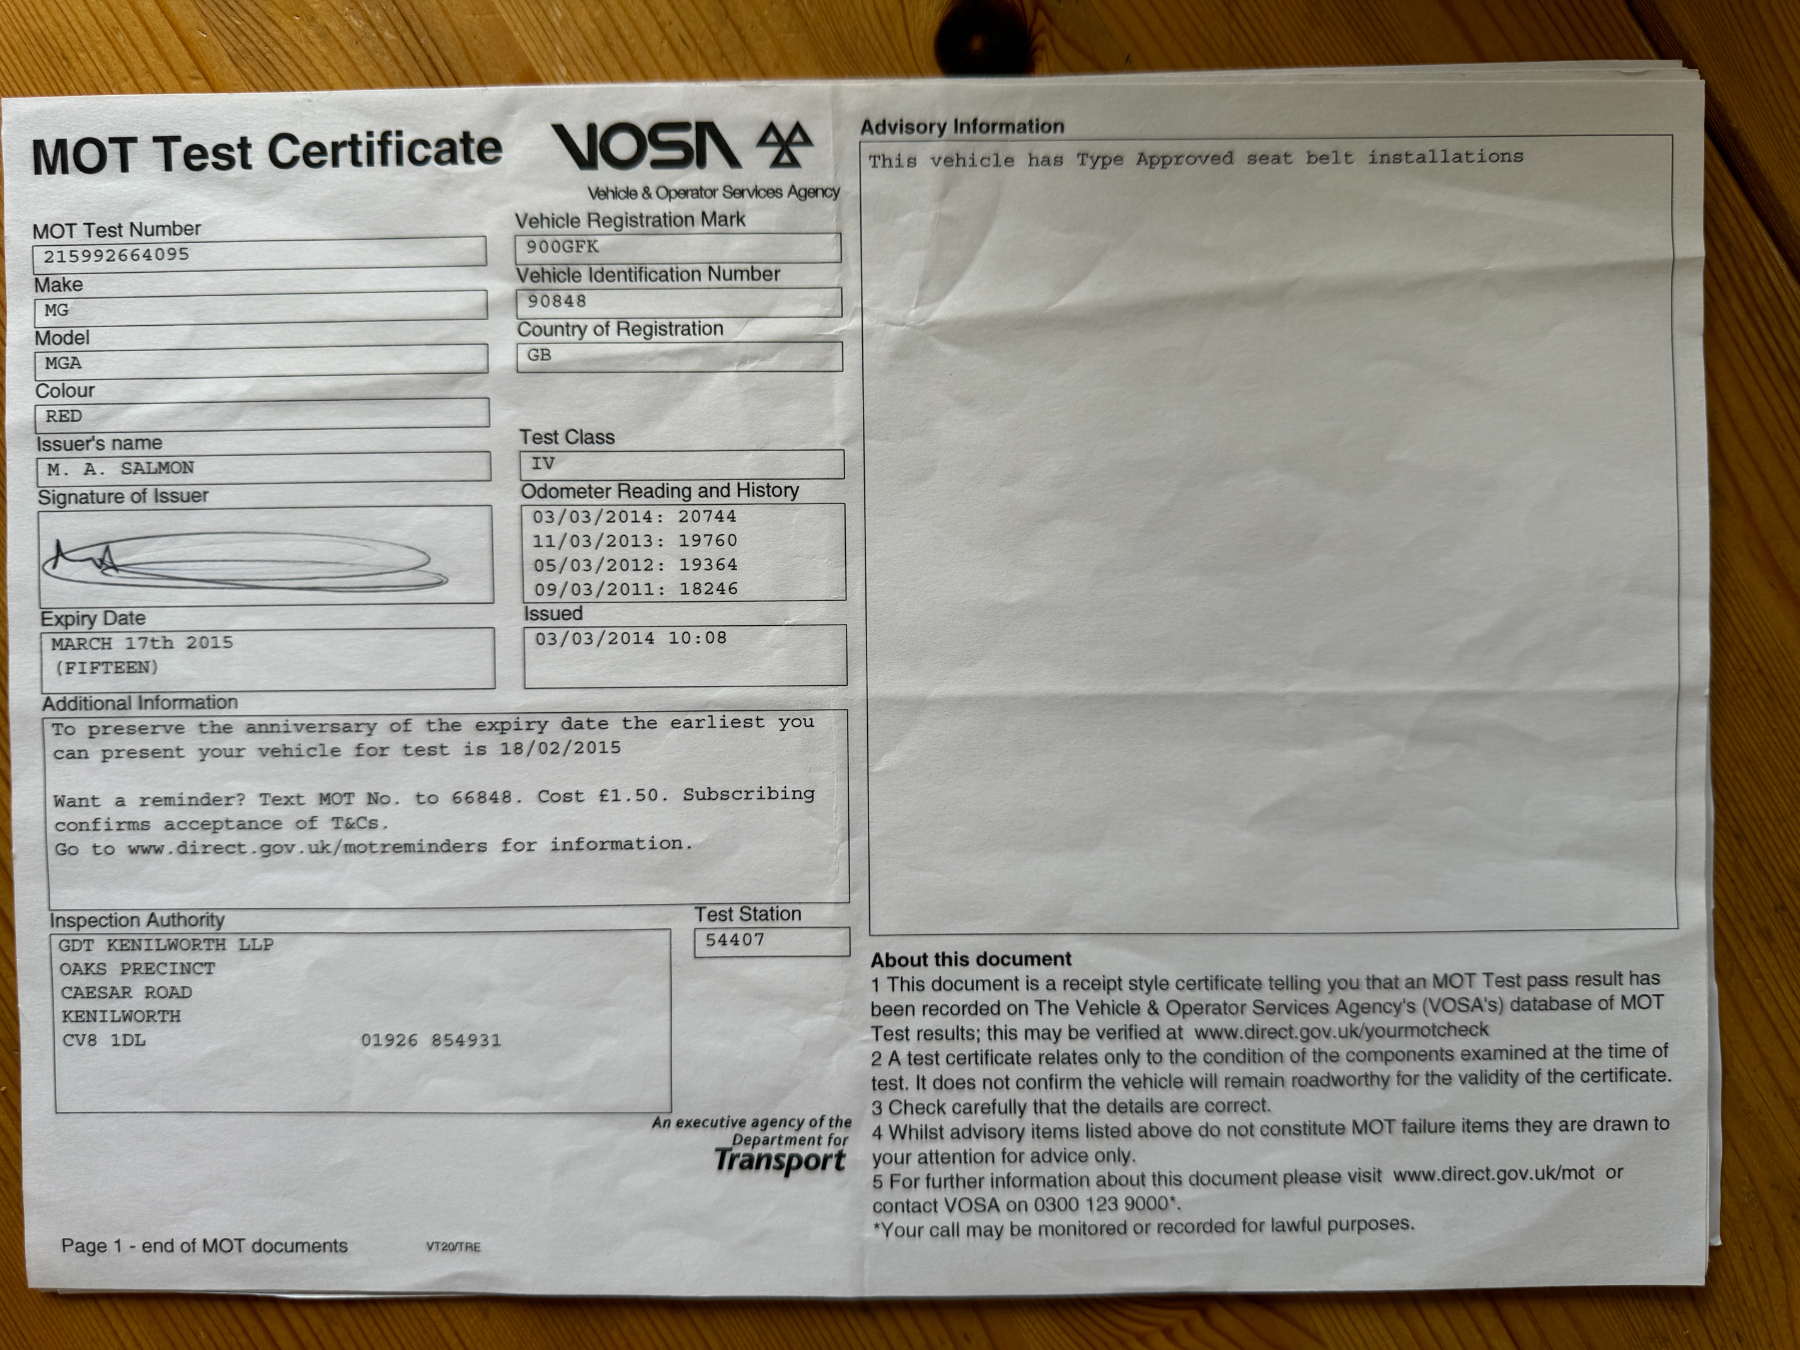 MOT Test Certificate
VOSA
Vehicle & Operator Services Agency
MOT Test Number
215992664095
Vehicle Registration Mark
900GFK
Make
MG
Vehicle Identification Number
90848
Model
MGA
Country of Registration
GB
Colour
RED
Issuer's name
M. A. SALMON
Test Class
IV
Signature of Issuer
Odometer Reading and History
03/03/2014: 20744
11/03/2013: 19760
05/03/2012: 19364
09/03/2011: 18246
Expiry Date
MARCH 17th 2015
(FIFTEEN)
Issued
03/03/2014 10:08
Additional Information
To preserve the anniversary of the expiry date the earliest you
can present your vehicle for test is 18/02/2015
Want a reminder? Text MOT No. to 66848. Cost £1.50. Subscribing
confirms acceptance of T&Cs.
Go to www.direct.gov.uk/motreminders for information.
Inspection Authority
GDT KENILWORTH LLP
OAKS PRECINCT
CAESAR ROAD
KENILWORTH
CV8 1DL 01926 854931
Test Station
54407
An executive agency of the
Department for
Transport
Page 1 - end of MOT documents VT20/TRE
Advisory Information
This vehicle has Type Approved seat belt installations
About this document
1 This document is a receipt style certificate telling you that an MOT Test pass result has
been recorded on The Vehicle & Operator Services Agency's (VOSA's) database of MOT
Test results; this may be verified at www.direct.gov.uk/yourmotcheck
2 A test certificate relates only to the condition of the components examined at the time of
test. It does not confirm the vehicle will remain roadworthy for the validity of the certificate.
3 Check carefully that the details are correct.
4 Whilst advisory items listed above do not constitute MOT failure items they are drawn to
your attention for advice only.
5 For further information about this document please visit www.direct.gov.uk/mot or
contact VOSA on 0300 123 9000*.
*Your call may be monitored or recorded for lawful purposes.